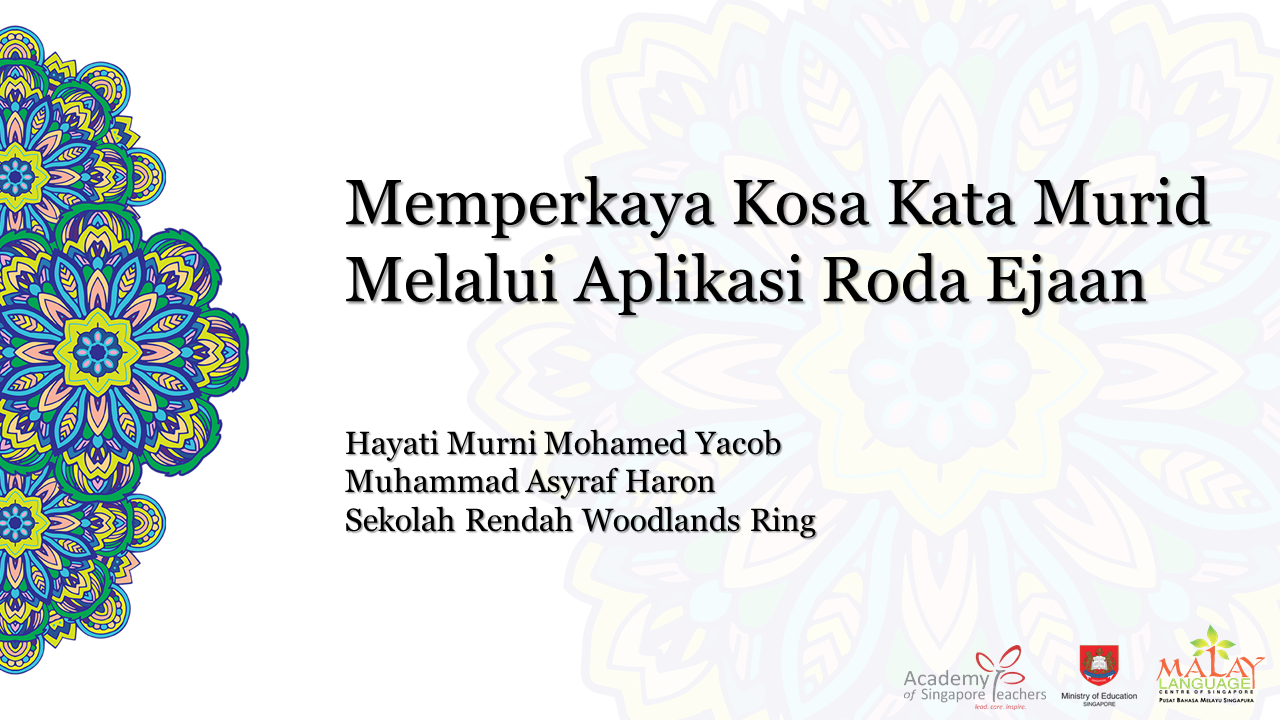 Memperkaya Kosa Kata Murid
Melalui Aplikasi Roda Ejaan
Hayati Murni Mohamed Yacob
Muhammad Asyraf Haron
Sekolah Rendah Woodlands Ring
Academy
of Singapore Teachers
lead. care. inspire.
Ministry of Education
SINGAPORE
MALAY
LANGUAGE
CENTRE OF SINGAPORE
PUSAT BAHASA MELAYU SINGAPURA